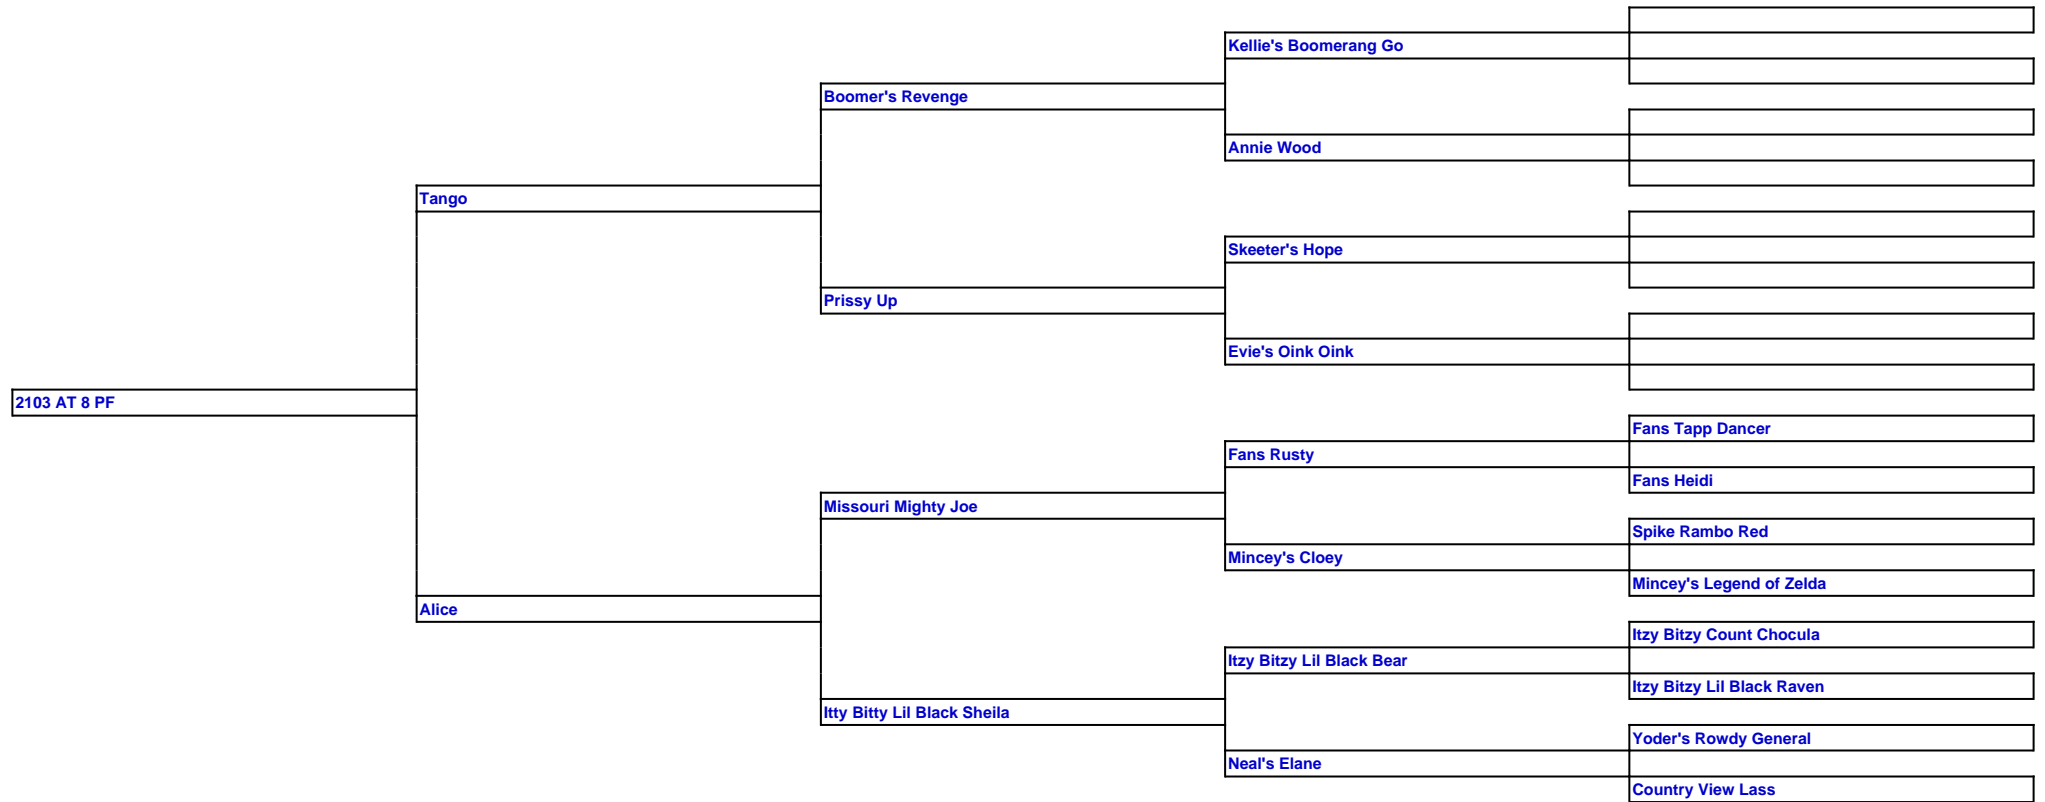 Kellie's Boomerang Go
Boomer's Revenge
Annie Wood
Tango
Skeeter's Hope
Prissy Up
Evie's Oink Oink
2103 AT 8 PF
Fans Tapp Dancer
Fans Rusty
Fans Heidi
Missouri Mighty Joe
Spike Rambo Red
Mincey's Cloey
Mincey's Legend of Zelda
Alice
Itzy Bitzy Count Chocula
Itzy Bitzy Lil Black Bear
Itzy Bitzy Lil Black Raven
Itty Bitty Lil Black Sheila
Yoder's Rowdy General
Neal's Elane
Country View Lass